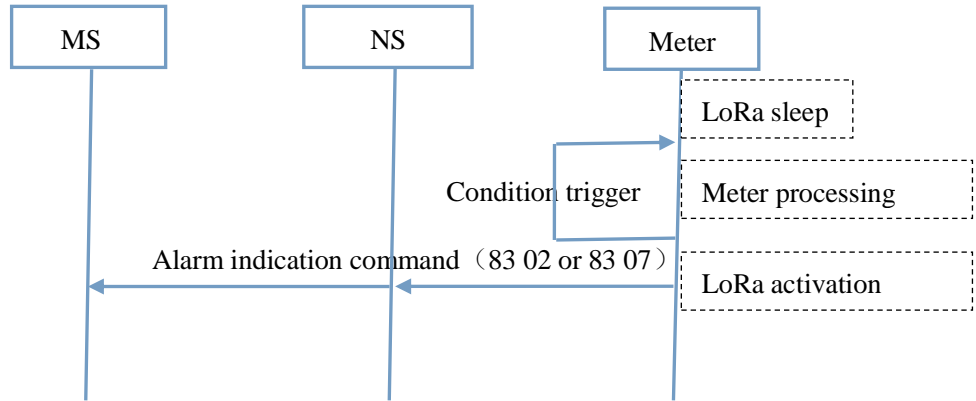 MS
NS
Meter
LoRa sleep
Condition trigger
Meter processing
Alarm indication command（83 02 or 83 07）
LoRa activation